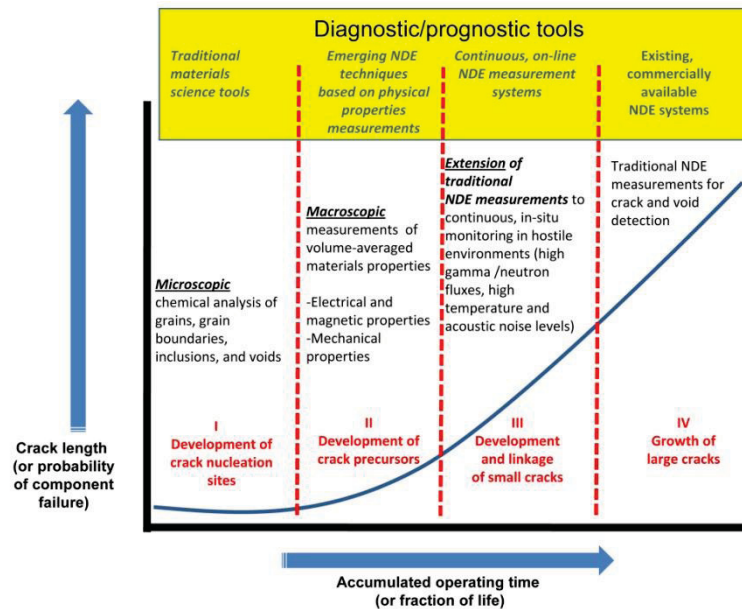 Diagnostic/prognostic tools
Traditional
materials
science tools
Emerging NDE
techniques
based on physical
properties
measurements
Continuous, on-line
NDE measurement
systems
Existing,
commercially
available
NDE systems
Microscopic
chemical analysis of
grains, grain
boundaries,
inclusions, and voids
Macroscopic
measurements of
volume-averaged
materials properties
-Electrical and
magnetic properties
-Mechanical
properties
Extension of
traditional
NDE measurements to
continuous, in-situ
monitoring in hostile
environments (high
gamma /neutron
fluxes, high
temperature and
acoustic noise levels)
Traditional NDE
measurements for
crack and void
detection
I
Development of
crack nucleation
sites
II
Development of
crack precursors
III
Development
and linkage
of small cracks
IV
Growth of
large cracks
Crack length
(or probability
of component
failure)
Accumulated operating time
(or fraction of life)